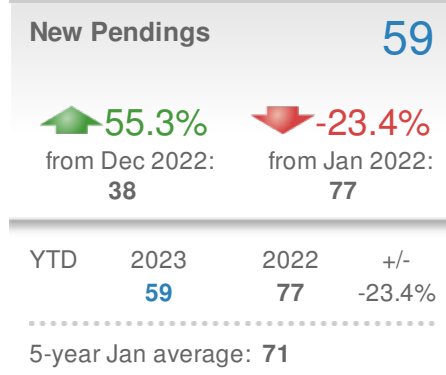 New Pendings 59
55.3% -23.4%
from Dec 2022: from Jan 2022:
38 77
YTD 2023 2022 +/-
59 77 -23.4%
5-year Jan average: 71